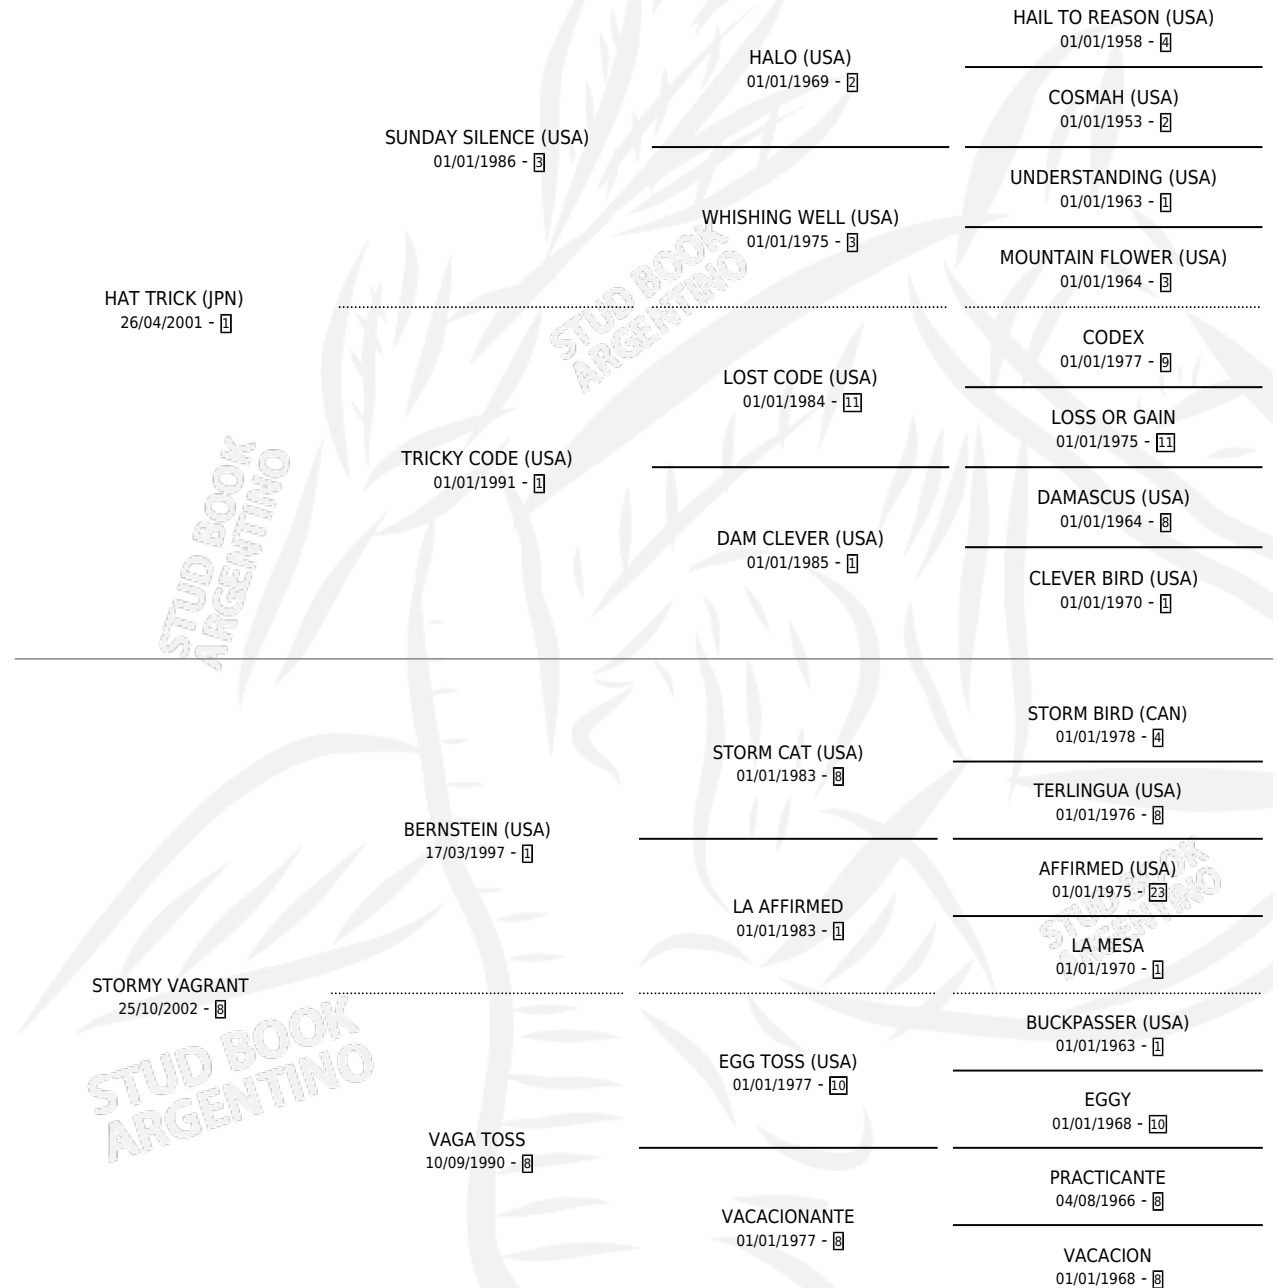 HAIL TO REASON (USA)
01/01/1958 - 4
HALO (USA)
01/01/1969 - 2
COSMAH (USA)
01/01/1953 - 2
SUNDAY SILENCE (USA)
01/01/1986 - 3
UNDERSTANDING (USA)
01/01/1963 - 1
WHISHING WELL (USA)
01/01/1975 - 3
MOUNTAIN FLOWER (USA)
01/01/1964 - 3
HAT TRICK (JPN)
26/04/2001 - 1
CODEX
01/01/1977 - 9
LOST CODE (USA)
01/01/1984 - 11
LOSS OR GAIN
01/01/1975 - 11
TRICKY CODE (USA)
01/01/1991 - 1
DAMASCUS (USA)
01/01/1964 - 8
DAM CLEVER (USA)
01/01/1985 - 1
CLEVER BIRD (USA)
01/01/1970 - 1
STORM BIRD (CAN)
01/01/1978 - 4
STORM CAT (USA)
01/01/1983 - 8
TERLINGUA (USA)
01/01/1976 - 8
BERNSTEIN (USA)
17/03/1997 - 1
AFFIRMED (USA)
01/01/1975 - 23
LA AFFIRMED
01/01/1983 - 1
LA MESA
01/01/1970 - 1
STORMY VAGRANT
25/10/2002 - 8
BUCKPASSER (USA)
01/01/1963 - 1
EGG TOSS (USA)
01/01/1977 - 10
EGGY
01/01/1968 - 10
VAGA TOSS
10/09/1990 - 8
PRACTICANTE
04/08/1966 - 8
VACACIONANTE
01/01/1977 - 8
VACACION
01/01/1968 - 8
STUD BOOK
ARGENTINO
STUD BOOK
ARGENTINO
STUD BOOK
ARGENTINO
STUD BOOK
ARGENTINO